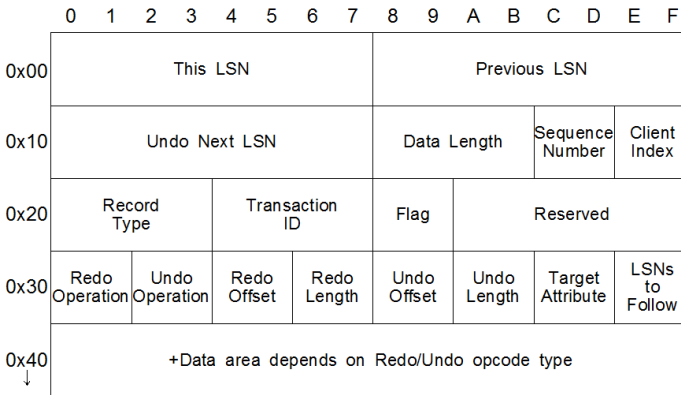 0 1 2 3 4 5 6 7 8 9 A B C D E F
0x00 This LSN Previous LSN
0x10 Undo Next LSN Data Length Sequence Number Client Index
0x20 Record Type Transaction ID Flag Reserved
0x30 Redo Operation Undo Operation Redo Offset Redo Length Undo Offset Undo Length Target Attribute LSNs to Follow
0x40 +Data area depends on Redo/Undo opcode type
↓